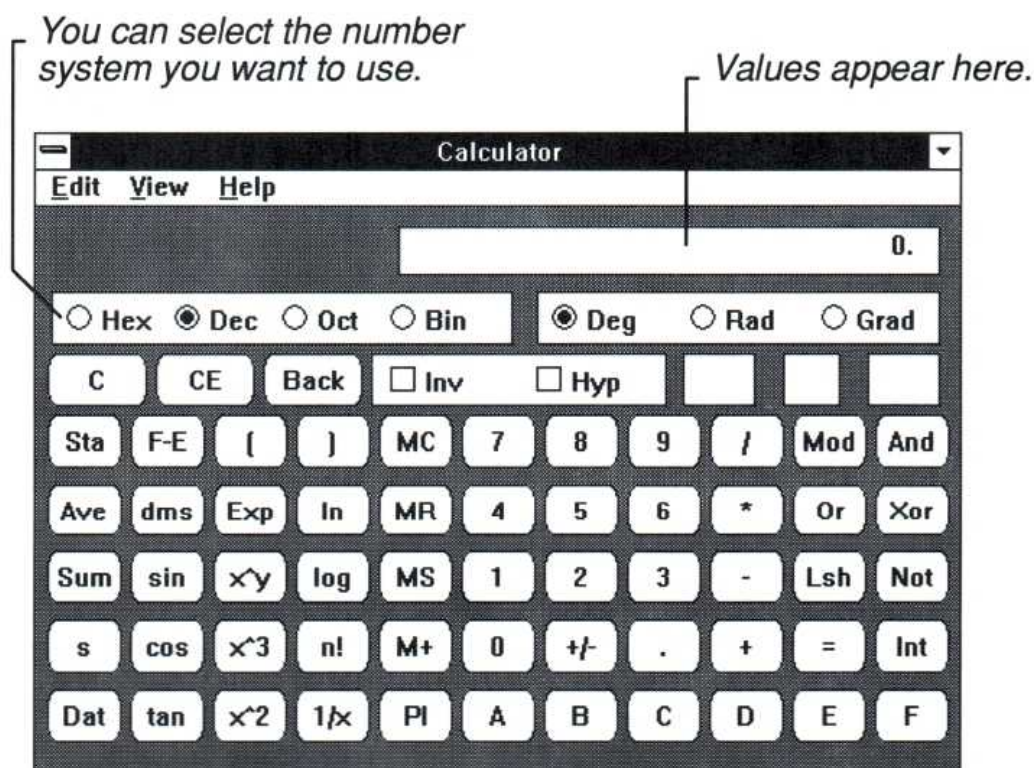 You can select the number
system you want to use.
Values appear here.
Calculator
Edit View Help
0.
Hex Dec Oct Bin Deg Rad Grad
C CE Back Inv Hyp
Sta F-E ( ) MC 7 8 9 / Mod And
Ave dms Exp ln MR 4 5 6 * Or Xor
Sum sin x^y log MS 1 2 3 - Lsh Not
s cos x^3 n! M+ 0 +/- . + = Int
Dat tan x^2 1/x PI A B C D E F